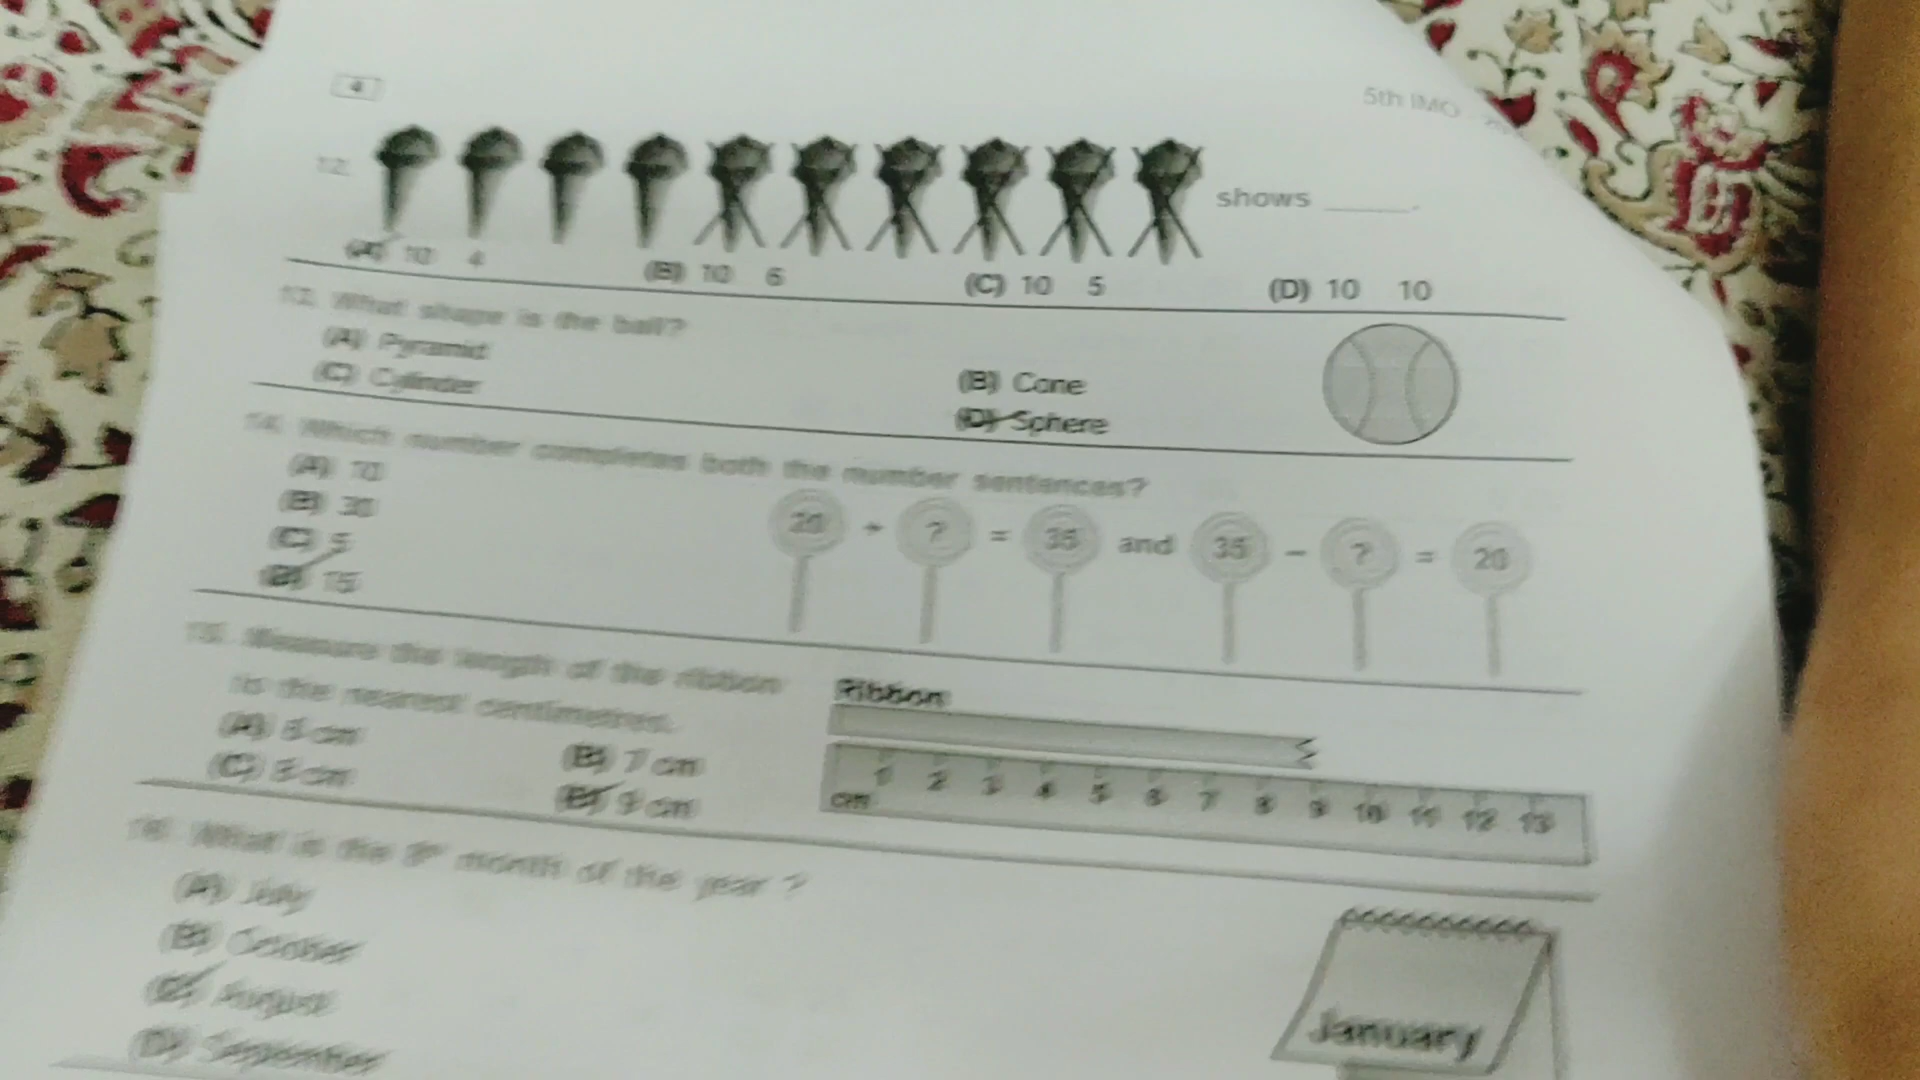 4
5th IMO
12.
shows ______.
(A) 10 4 (B) 10 6 (C) 10 5 (D) 10 10
13. What shape is the ball?
(A) Pyramid (B) Cone
(C) Cylinder (D) Sphere
14. Which number completes both the number sentences?
(A) 10
(B) 30
(C) 5
(D) 15
20 + ? = 35 and 35 – ? = 20
15. Measure the length of the ribbon
to the nearest centimetres.
(A) cm (B) 7 cm
(C) cm (D) 9 cm
Ribbon
1 2 3 4 5 6 7 8 9 10 11 12 13
cm
16. What is the 8th month of the year ?
(A) July
(B) October
(C) August
(D) September
January